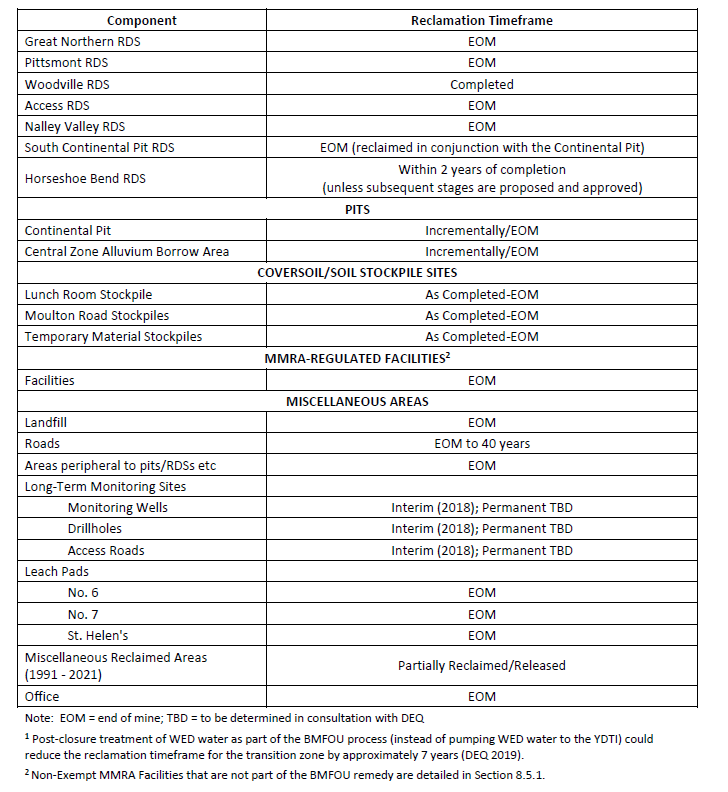 Component Reclamation Timeframe
Great Northern RDS EOM
Pittsmont RDS EOM
Woodville RDS Completed
Access RDS EOM
Nalley Valley RDS EOM
South Continental Pit RDS EOM (reclaimed in conjunction with the Continental Pit)
Horseshoe Bend RDS Within 2 years of completion
(unless subsequent stages are proposed and approved)
PITS
Continental Pit Incrementally/EOM
Central Zone Alluvium Borrow Area Incrementally/EOM
COVERSOIL/SOIL STOCKPILE SITES
Lunch Room Stockpile As Completed-EOM
Moulton Road Stockpiles As Completed-EOM
Temporary Material Stockpiles As Completed-EOM
MMRA-REGULATED FACILITIES²
Facilities EOM
MISCELLANEOUS AREAS
Landfill EOM
Roads EOM to 40 years
Areas peripheral to pits/RDSs etc EOM
Long-Term Monitoring Sites
Monitoring Wells Interim (2018); Permanent TBD
Drillholes Interim (2018); Permanent TBD
Access Roads Interim (2018); Permanent TBD
Leach Pads
No. 6 EOM
No. 7 EOM
St. Helen's EOM
Miscellaneous Reclaimed Areas
(1991 - 2021) Partially Reclaimed/Released
Office EOM
Note: EOM = end of mine; TBD = to be determined in consultation with DEQ
¹ Post-closure treatment of WED water as part of the BMFOU process (instead of pumping WED water to the YDTI) could
reduce the reclamation timeframe for the transition zone by approximately 7 years (DEQ 2019).
² Non-Exempt MMRA Facilities that are not part of the BMFOU remedy are detailed in Section 8.5.1.